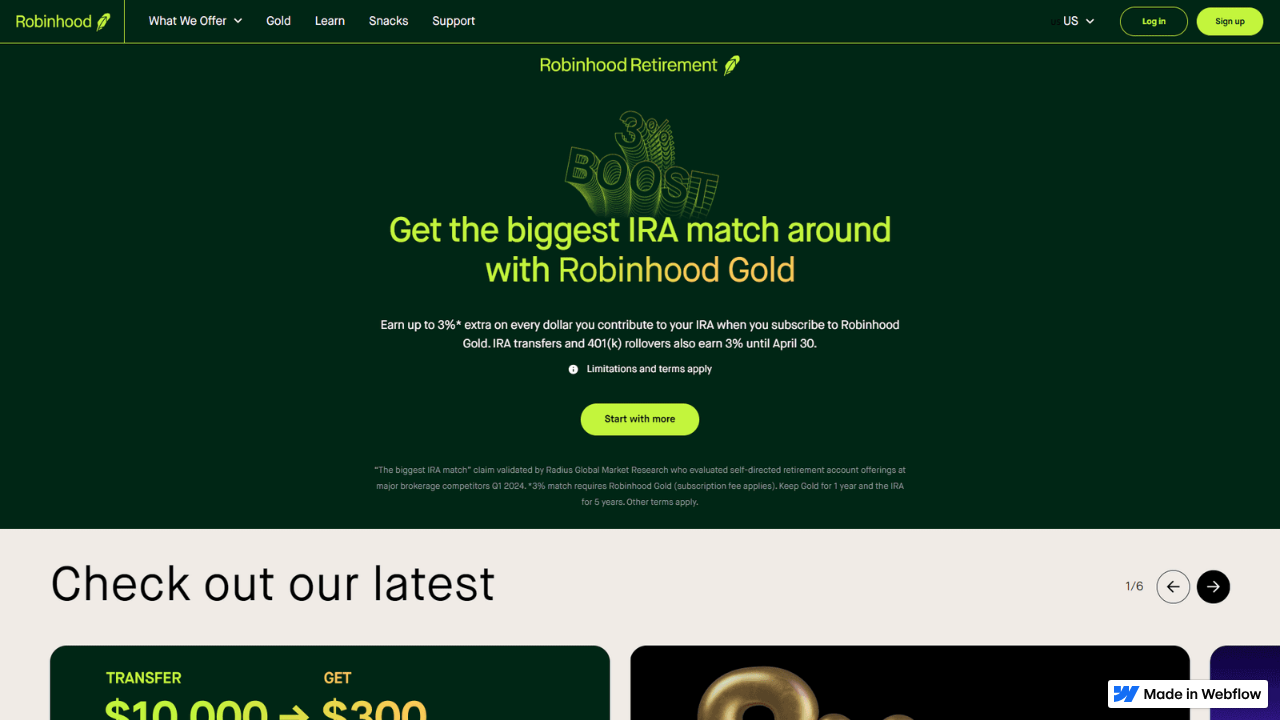 Robinhood
What We Offer
Gold
Learn
Snacks
Support
US
US
Log in
Sign up
Robinhood Retirement
3%
BOOST
Get the biggest IRA match around
with Robinhood Gold
Earn up to 3%* extra on every dollar you contribute to your IRA when you subscribe to Robinhood
Gold. IRA transfers and 401(k) rollovers also earn 3% until April 30.
Limitations and terms apply
Start with more
“The biggest IRA match” claim validated by Radius Global Market Research who evaluated self-directed retirement account offerings at
major brokerage competitors Q1 2024. *3% match requires Robinhood Gold (subscription fee applies). Keep Gold for 1 year and the IRA
for 5 years. Other terms apply.
Check out our latest
1/6
TRANSFER GET
$10,000 → $300
Made in Webflow